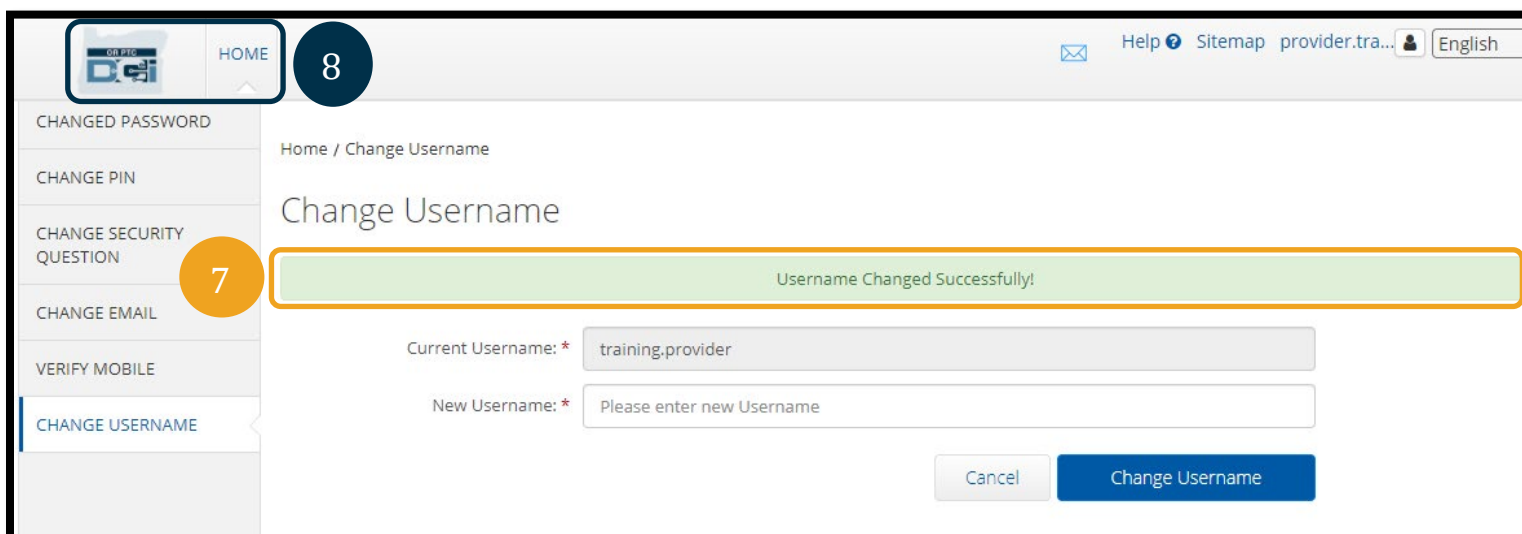 OR PTC
DCi
HOME
8
Help ? Sitemap provider.tra... English
CHANGED PASSWORD
CHANGE PIN
CHANGE SECURITY
QUESTION
CHANGE EMAIL
VERIFY MOBILE
CHANGE USERNAME
Home / Change Username
Change Username
7
Username Changed Successfully!
Current Username: * training.provider
New Username: * Please enter new Username
Cancel Change Username